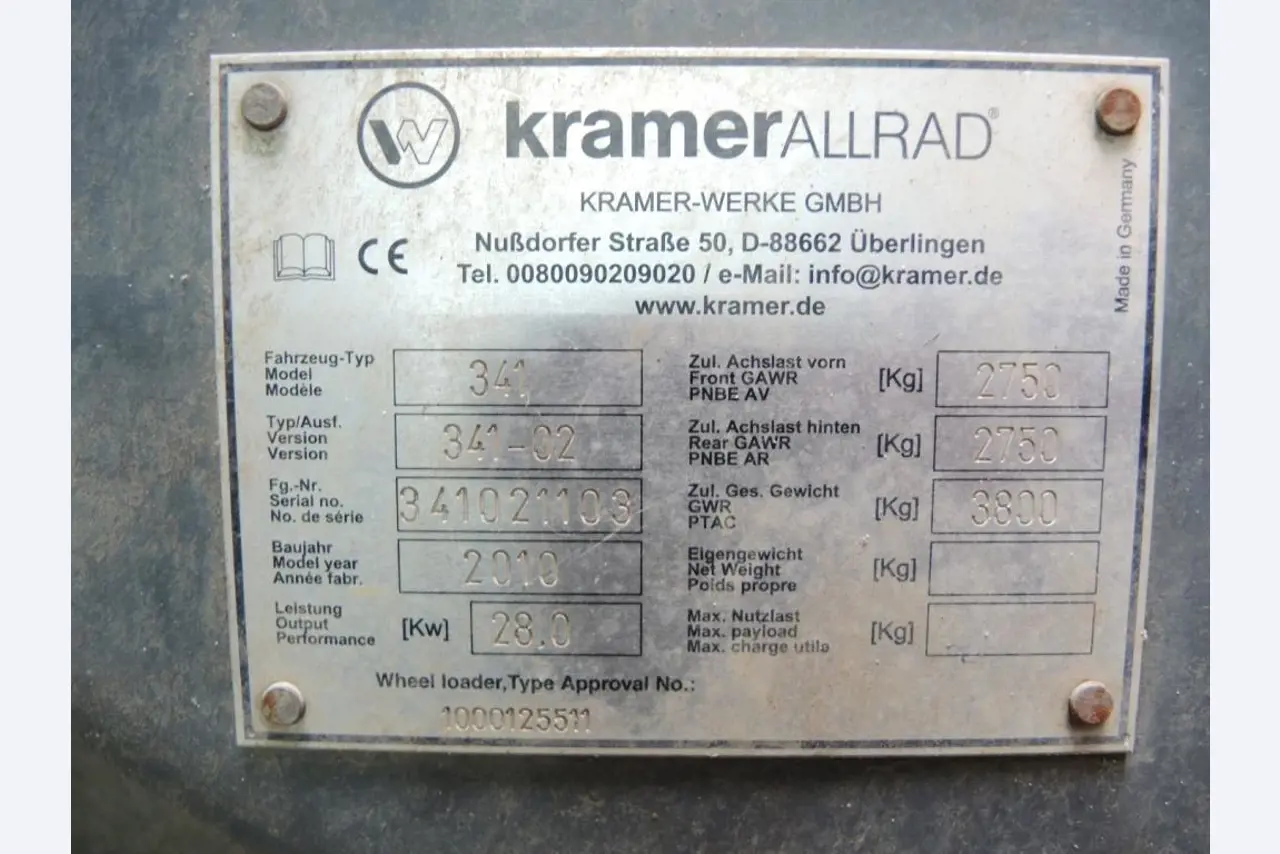 W kramerALLRAD®
KRAMER-WERKE GMBH
CE
Nußdorfer Straße 50, D-88662 Überlingen
Tel. 0080090209020 / e-Mail: info@kramer.de
www.kramer.de
Made in Germany
Fahrzeug-Typ
Model
Modèle
341
Typ/Ausf.
Version
Version
341-02
Fg.-Nr.
Serial no.
No. de série
341021103
Baujahr
Model year
Année fabr.
2010
Leistung
Output
Performance
[Kw]
28.0
Zul. Achslast vorn
Front GAWR
PNBE AV
[Kg]
2750
Zul. Achslast hinten
Rear GAWR
PNBE AR
[Kg]
2750
Zul. Ges. Gewicht
GWR
PTAC
[Kg]
3800
Eigengewicht
Net Weight
Poids propre
[Kg]
Max. Nutzlast
Max. payload
Max. charge utile
[Kg]
Wheel loader,Type Approval No.:
1000125511